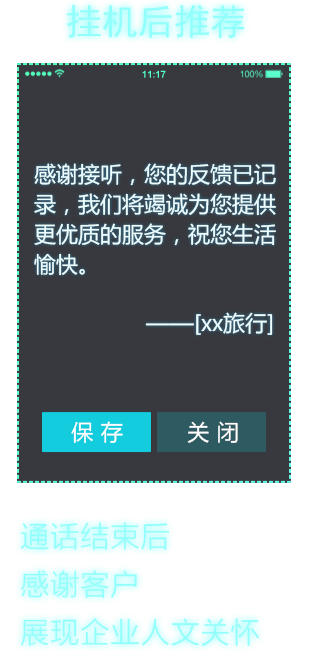 挂机后推荐
11:17
100%
感谢接听，您的反馈已记
录，我们将竭诚为您提供
更优质的服务，祝您生活
愉快。
——[xx旅行]
保存 关闭
通话结束后
感谢客户
展现企业人文关怀